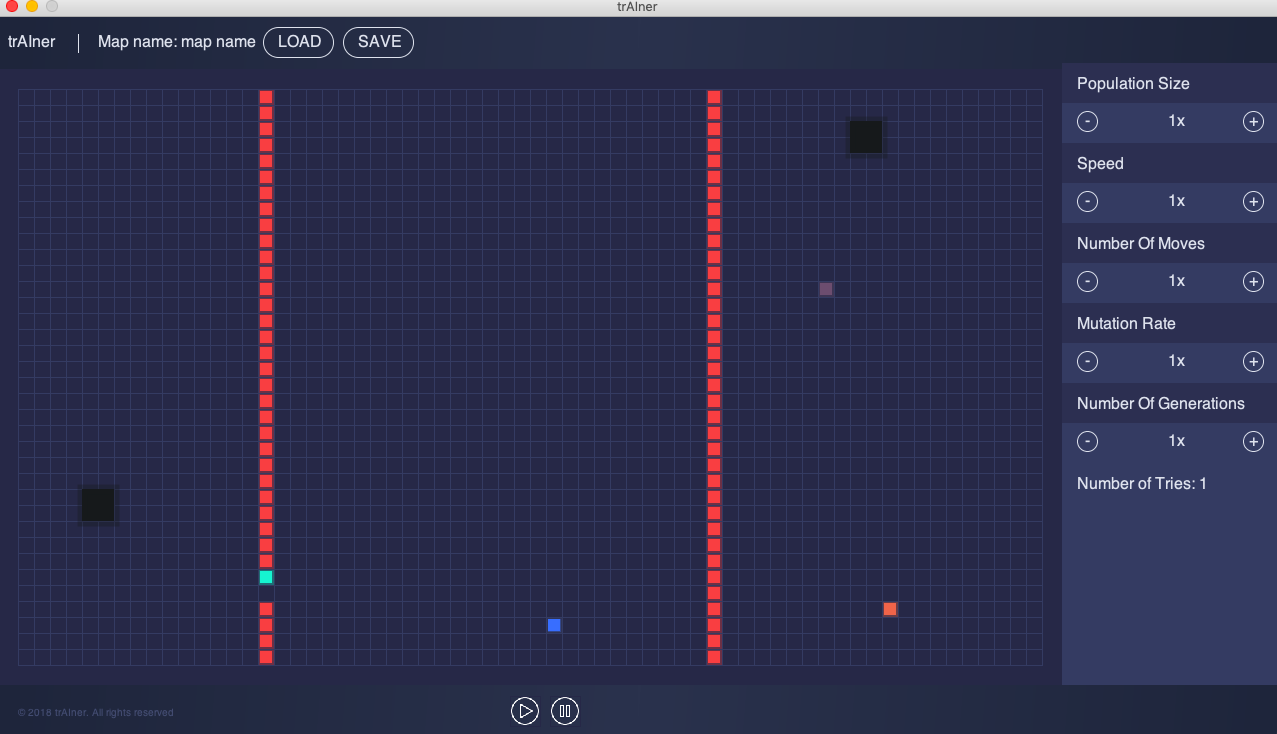 trAIner
trAIner | Map name: map name LOAD SAVE
Population Size
- 1x +
Speed
- 1x +
Number Of Moves
- 1x +
Mutation Rate
- 1x +
Number Of Generations
- 1x +
Number of Tries: 1
© 2018 trAIner. All rights reserved